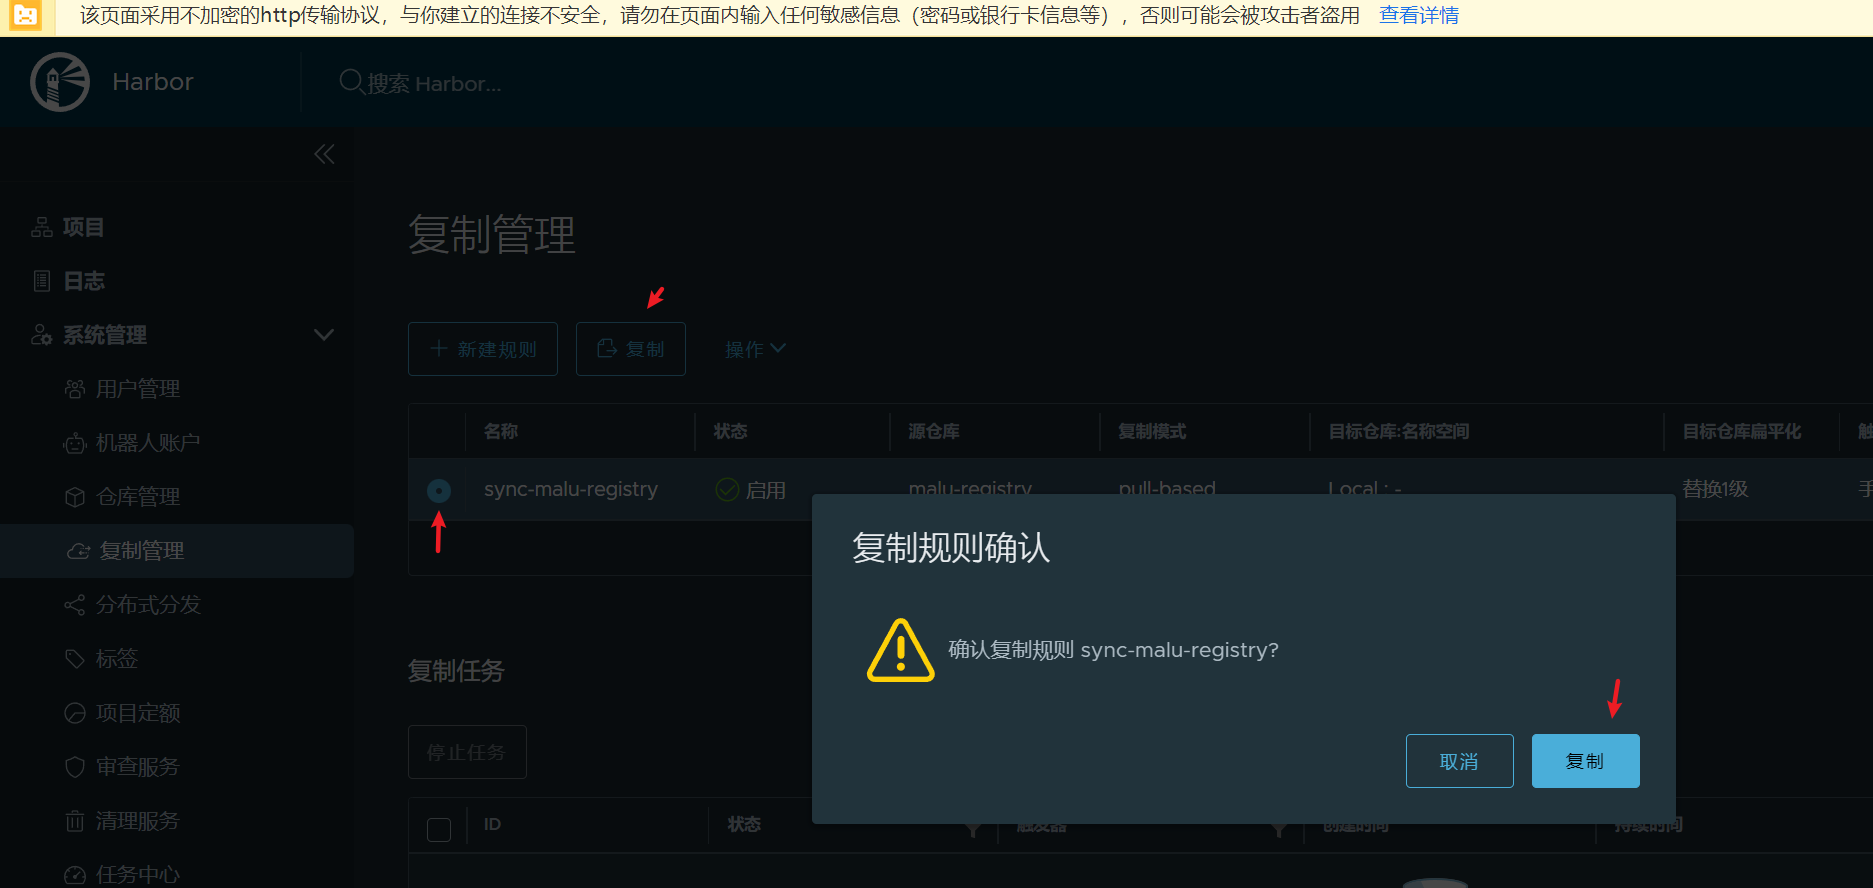 该页面采用不加密的http传输协议，与你建立的连接不安全，请勿在页面内输入任何敏感信息（密码或银行卡信息等），否则可能会被攻击者盗用 查看详情
Harbor
搜索 Harbor...
项目
日志
系统管理
用户管理
机器人账户
仓库管理
复制管理
分布式分发
标签
项目定额
审查服务
清理服务
任务中心
复制管理
新建规则 复制 操作
名称 状态 源仓库 复制模式 目标仓库:名称空间 目标仓库扁平化 触
sync-malu-registry 启用 malu-registry pull-based Local : - 替换1级 手
复制规则确认
确认复制规则 sync-malu-registry?
取消 复制
复制任务
停止任务
ID 状态 触发器 创建时间 持续时间